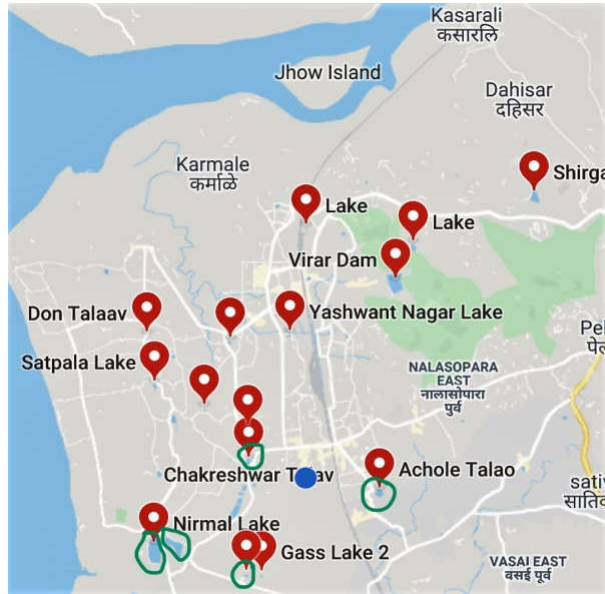 Kasarali
कसारलि
Jhow Island
Dahisar
दहिसर
Karmale
कर्माळे
Shirga
Lake
Lake
Virar Dam
Don Talaav
Yashwant Nagar Lake
Satpala Lake
NALASOPARA
EAST
नालासोपारा
पुर्व
Chakreshwar T av
Achole Talao
Nirmal Lake
Gass Lake 2
VASAI EAST
वसई पूर्व